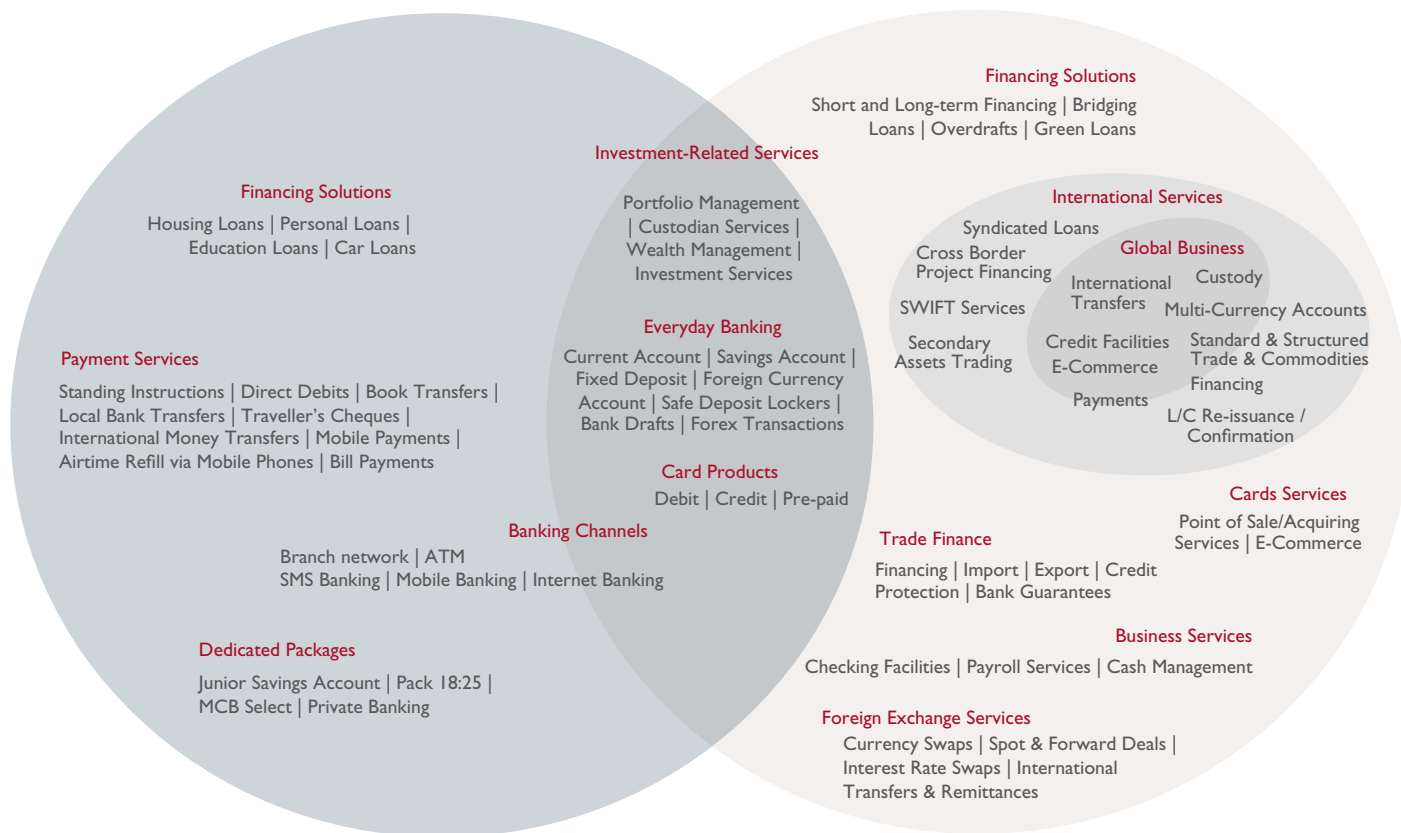 Financing Solutions
Housing Loans | Personal Loans |
Education Loans | Car Loans
Payment Services
Standing Instructions | Direct Debits | Book Transfers |
Local Bank Transfers | Traveller's Cheques |
International Money Transfers | Mobile Payments |
Airtime Refill via Mobile Phones | Bill Payments
Banking Channels
Branch network | ATM
SMS Banking | Mobile Banking | Internet Banking
Dedicated Packages
Junior Savings Account | Pack 18:25 |
MCB Select | Private Banking
Investment-Related Services
Portfolio Management
| Custodian Services |
Wealth Management |
Investment Services
Everyday Banking
Current Account | Savings Account |
Fixed Deposit | Foreign Currency
Account | Safe Deposit Lockers |
Bank Drafts | Forex Transactions
Card Products
Debit | Credit | Pre-paid
Financing Solutions
Short and Long-term Financing | Bridging
Loans | Overdrafts | Green Loans
International Services
Syndicated Loans
Cross Border
Project Financing
SWIFT Services
Secondary
Assets Trading
Global Business
International
Transfers
Credit Facilities
E-Commerce
Payments
Custody
Multi-Currency Accounts
Standard & Structured
Trade & Commodities
Financing
L/C Re-issuance /
Confirmation
Cards Services
Point of Sale/Acquiring
Services | E-Commerce
Trade Finance
Financing | Import | Export | Credit
Protection | Bank Guarantees
Business Services
Checking Facilities | Payroll Services | Cash Management
Foreign Exchange Services
Currency Swaps | Spot & Forward Deals |
Interest Rate Swaps | International
Transfers & Remittances